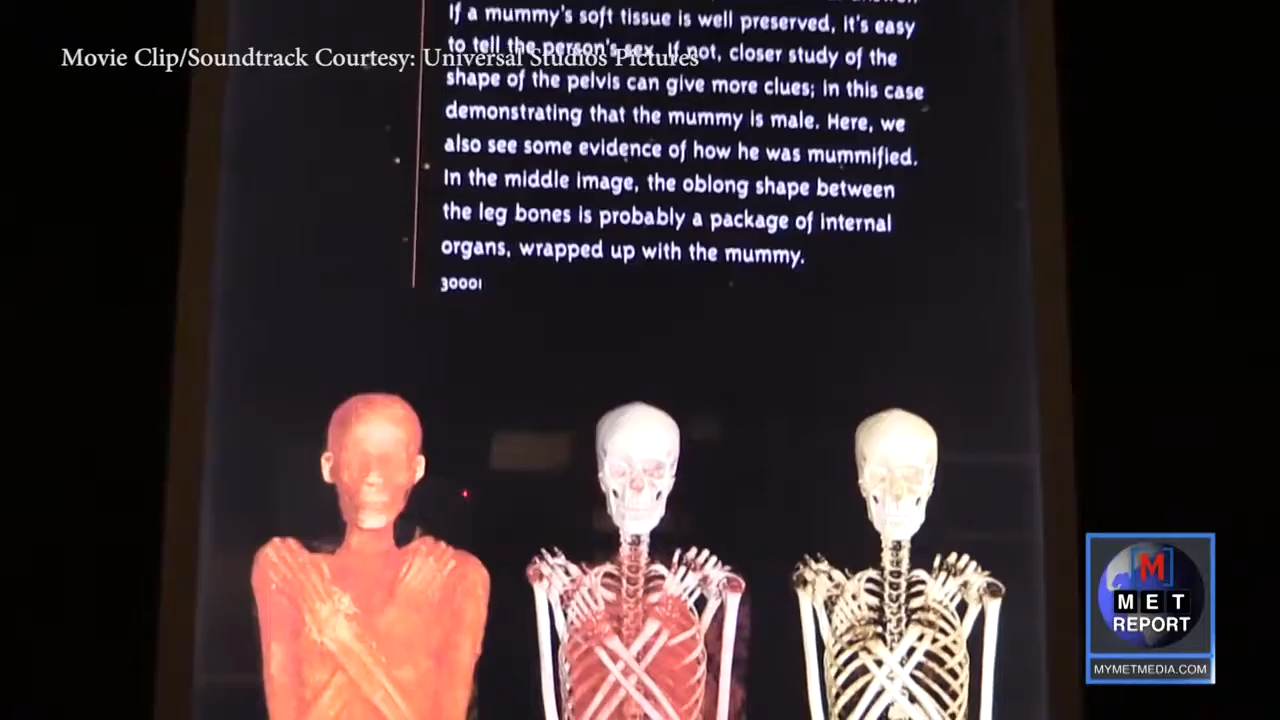 If a mummy's soft tissue is well preserved, it's easy
to tell the person's sex. If not, closer study of the
shape of the pelvis can give more clues; in this case
demonstrating that the mummy is male. Here, we
also see some evidence of how he was mummified.
In the middle image, the oblong shape between
the leg bones is probably a package of internal
organs, wrapped up with the mummy.
30001
Movie Clip/Soundtrack Courtesy: Universal Studios Pictures
M
MET
REPORT
MYMETMEDIA.COM